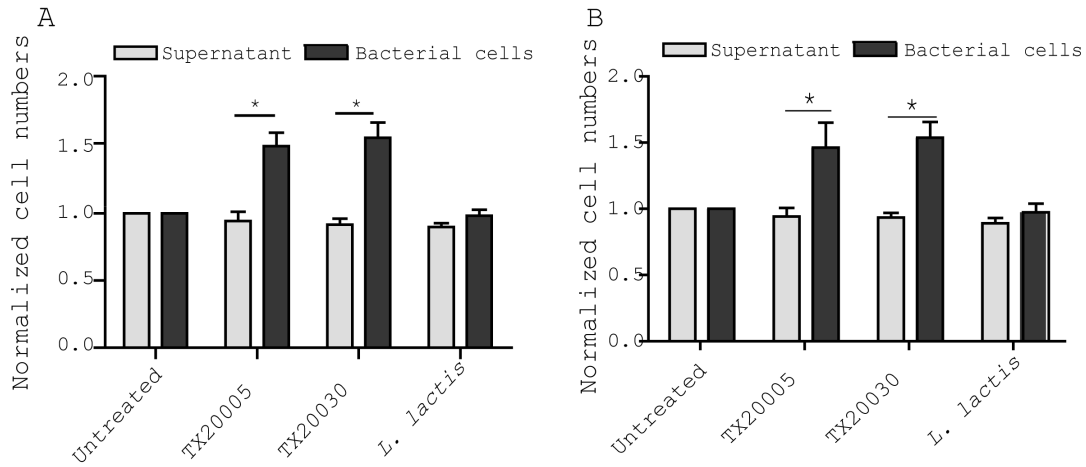 A
Supernatant Bacterial cells
Normalized cell numbers
2.0
1.5
1.0
0.5
0.0
* *
Untreated
TX20005
TX20030
L. lactis
B
Supernatant Bacterial cells
Normalized cell numbers
2.0
1.5
1.0
0.5
0.0
* *
Untreated
TX20005
TX20030
L. lactis